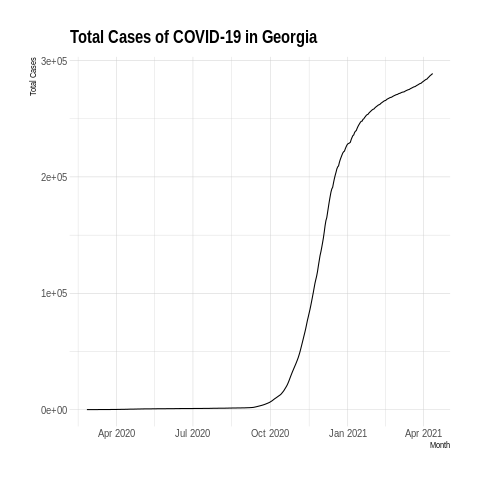 Total Cases of COVID-19 in Georgia
Total Cases
3e+05
2e+05
1e+05
0e+00
Apr 2020 Jul 2020 Oct 2020 Jan 2021 Apr 2021
Month